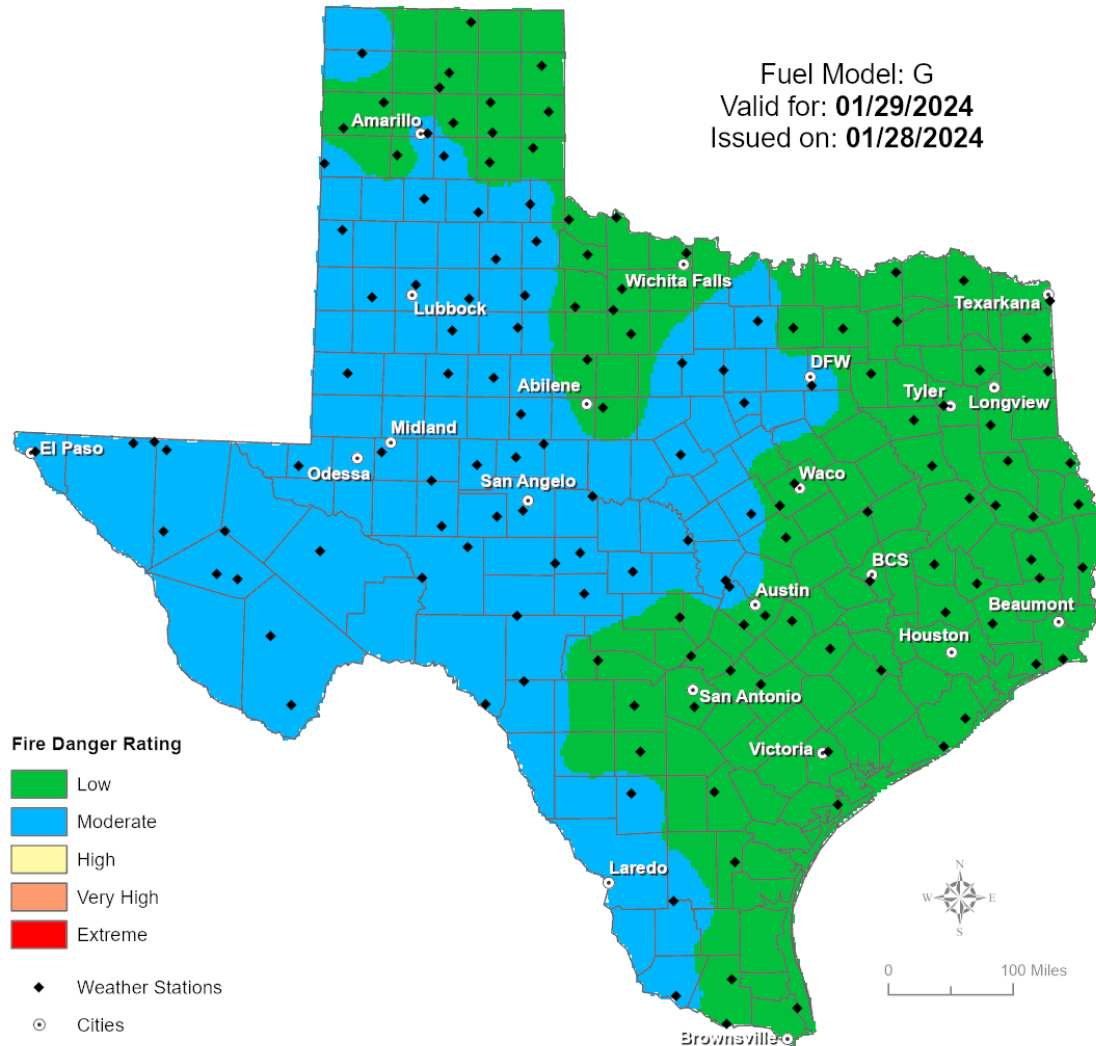 Fuel Model: G
Valid for: 01/29/2024
Issued on: 01/28/2024
Amarillo
Wichita Falls
Lubbock
Texarkana
DFW
Abilene
Tyler
Longview
Midland
El Paso
Odessa
San Angelo
Waco
BCS
Austin
Beaumont
Houston
San Antonio
Victoria
Laredo
Brownsville
Fire Danger Rating
Low
Moderate
High
Very High
Extreme
Weather Stations
Cities
N
W E
S
0 100 Miles